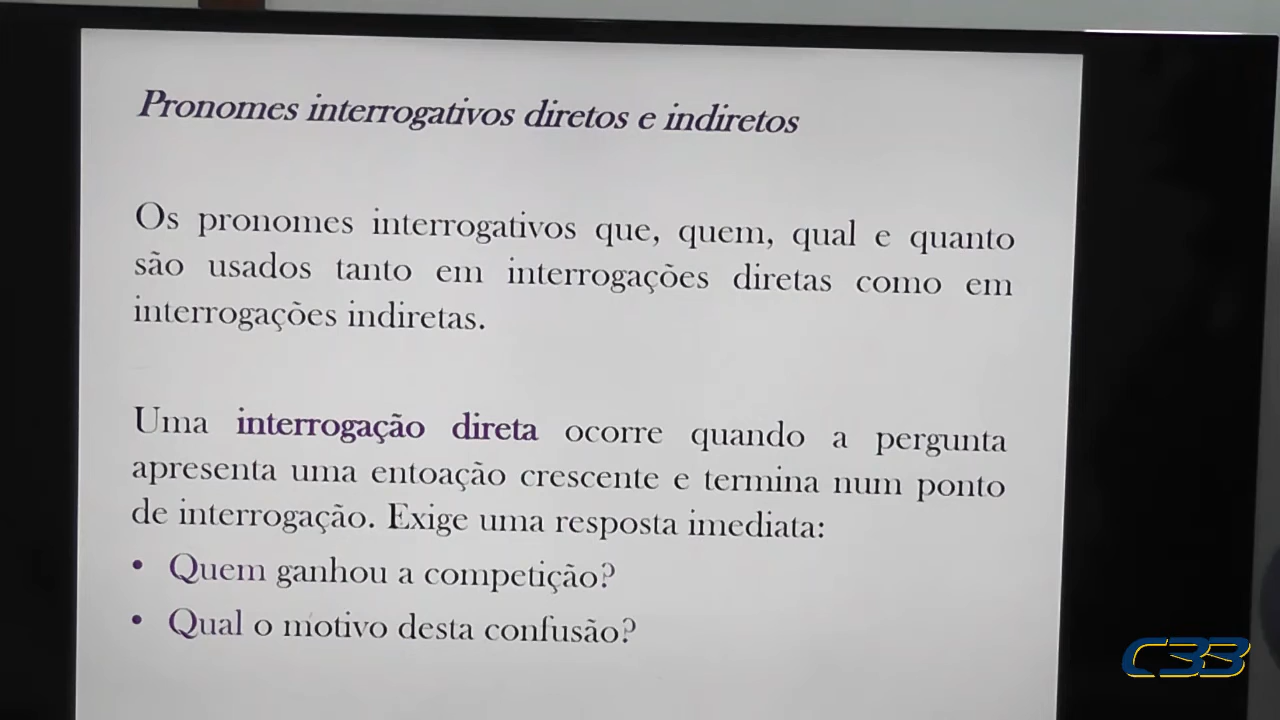 Pronomes interrogativos diretos e indiretos
Os pronomes interrogativos que, quem, qual e quanto
são usados tanto em interrogações diretas como em
interrogações indiretas.
Uma interrogação direta ocorre quando a pergunta
apresenta uma entoação crescente e termina num ponto
de interrogação. Exige uma resposta imediata:
• Quem ganhou a competição?
• Qual o motivo desta confusão?
C33